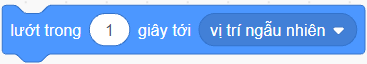 lướt trong 1 giây tới vị trí ngẫu nhiên